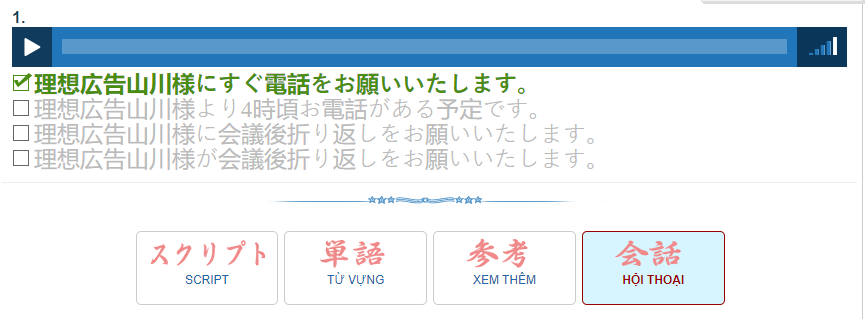 1.
理想広告山川様にすぐ電話をお願いいたします。
理想広告山川様より4時頃お電話がある予定です。
理想広告山川様に会議後折り返しをお願いいたします。
理想広告山川様が会議後折り返しをお願いいたします。
スクリプト
SCRIPT
単語
TỪ VỰNG
参考
XEM THÊM
会話
HỘI THOẠI